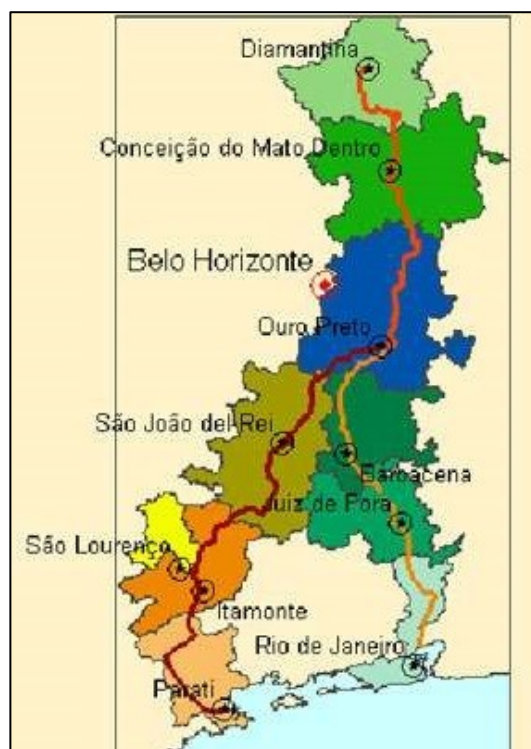 Diamantina
Conceição do Mato Dentro
Belo Horizonte
Ouro Preto
São João del Rei
Barbacena
Juiz de Fora
São Lourenço
Itamonte
Rio de Janeiro
Parati